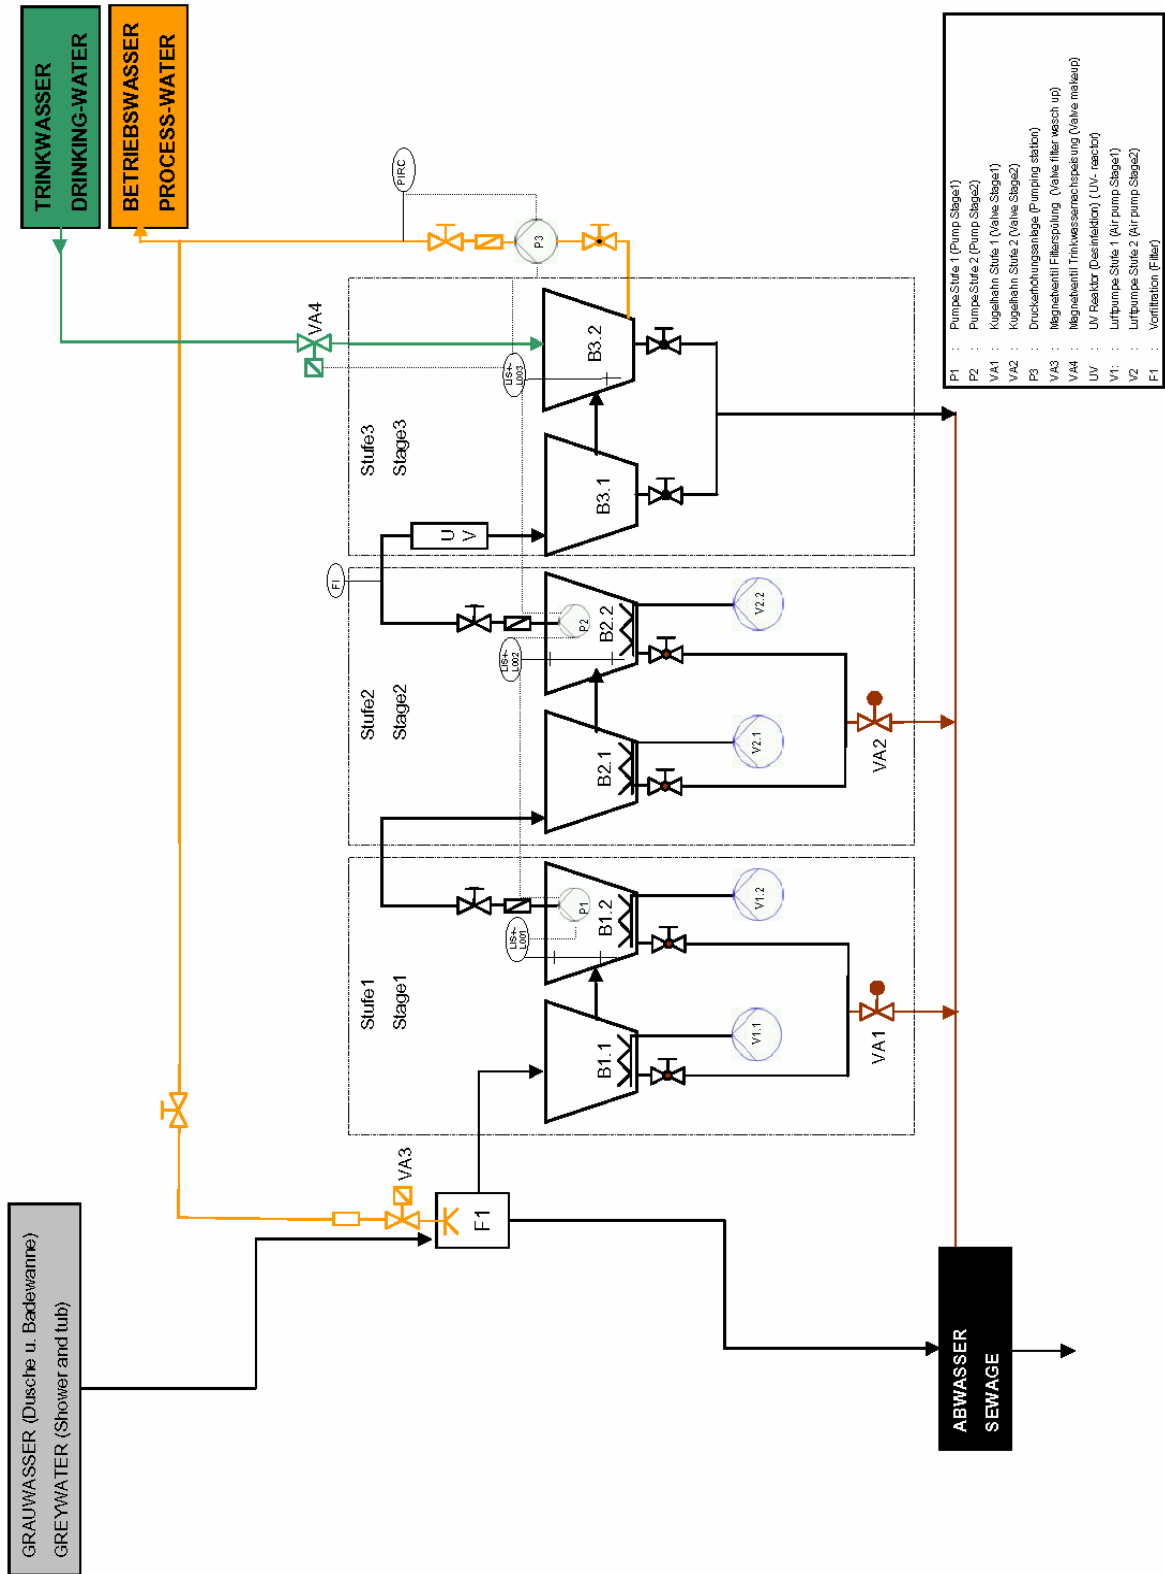 GRAUWASSER (Dusche u. Badewanne)
GREYWATER (Shower and tub)
TRINKWASSER
DRINKING-WATER
BETRIEBSWASSER
PROCESS-WATER
VA3
F1
VA4
PIRC
FI
Stufe1
Stage1
Stufe2
Stage2
Stufe3
Stage3
U V
LIS+-
L001
LIS+-
L002
LIS+-
L003
P1
P2
P3
B1.1
B1.2
B2.1
B2.2
B3.1
B3.2
V1.1
V1.2
V2.1
V2.2
VA1
VA2
ABWASSER
SEWAGE
P1 : Pumpe Stufe 1 (Pump Stage1)
P2 : Pumpe Stufe 2 (Pump Stage2)
VA1 : Kugelhahn Stufe 1 (Valve Stage1)
VA2 : Kugelhahn Stufe 2 (Valve Stage2)
P3 : Druckerhöhungsanlage (Pumping station)
VA3 : Magnetventil Filterspülung (Valve filter wasch up)
VA4 : Magnetventil Trinkwassernachspeisung (Valve makeup)
UV : UV Reaktor (Desinfektion) ( UV- reactor)
V1: : Luftpumpe Stufe 1 (Air pump Stage1)
V2 : Luftpumpe Stufe 2 (Air pump Stage2)
F1 : Vorfiltration (Filter)